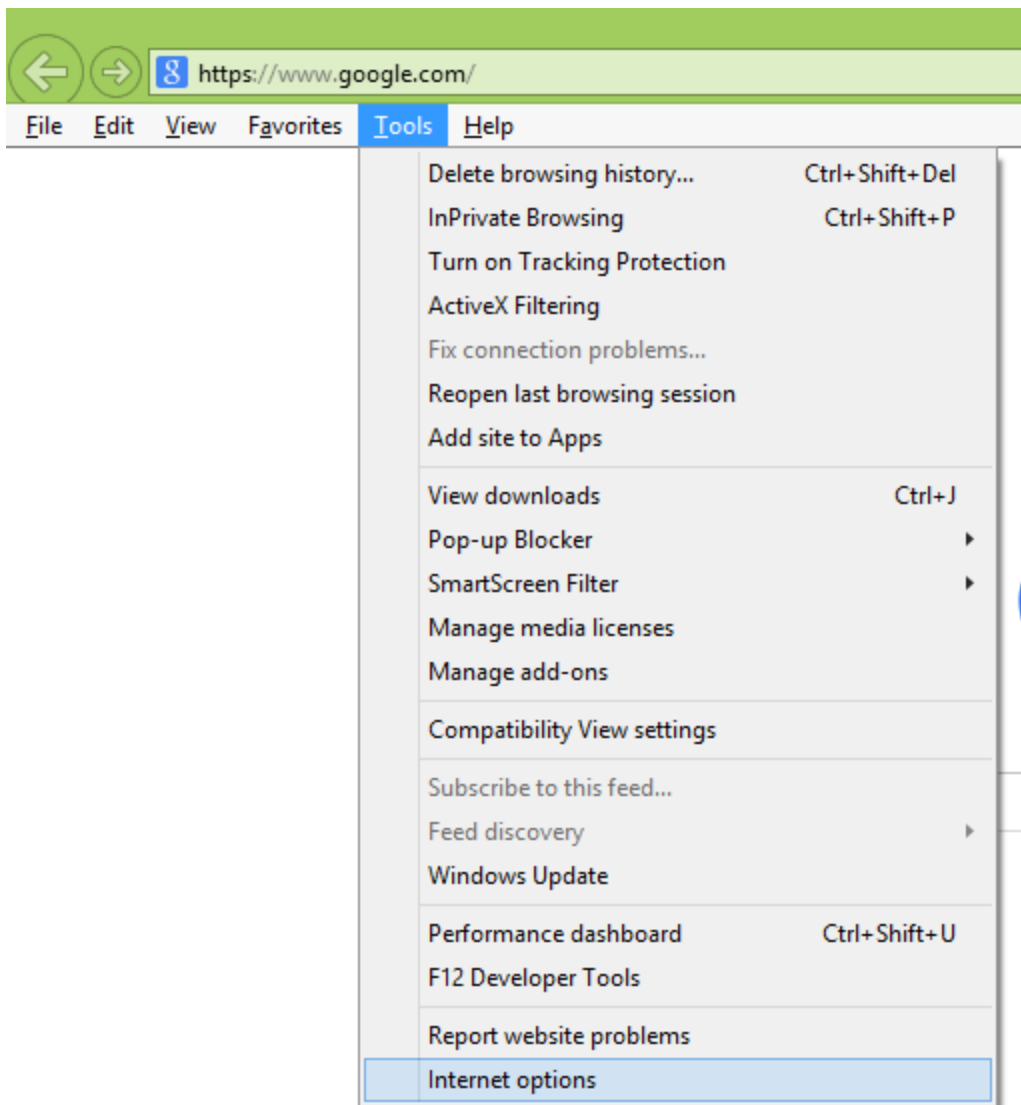 8 https://www.google.com/
File Edit View Favorites Tools Help
Delete browsing history... Ctrl+Shift+Del
InPrivate Browsing Ctrl+Shift+P
Turn on Tracking Protection
ActiveX Filtering
Fix connection problems...
Reopen last browsing session
Add site to Apps
View downloads Ctrl+J
Pop-up Blocker
SmartScreen Filter
Manage media licenses
Manage add-ons
Compatibility View settings
Subscribe to this feed...
Feed discovery
Windows Update
Performance dashboard Ctrl+Shift+U
F12 Developer Tools
Report website problems
Internet options